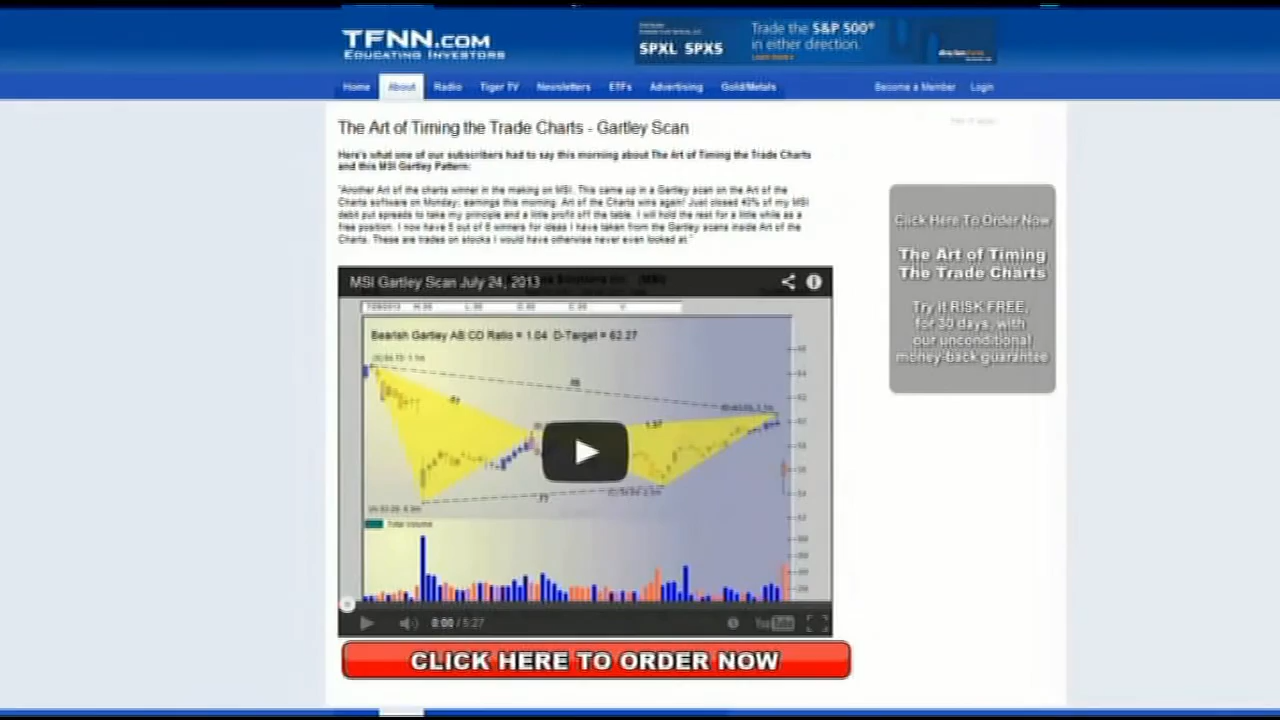 TFNN.COM
EDUCATING INVESTORS
SPXL SPXS
Trade the S&P 500®
in either direction.
Learn more >
Home About Radio Tiger TV Newsletters ETFs Advertising Gold/Metals Become a Member Login
The Art of Timing the Trade Charts - Gartley Scan
Here's what one of our subscribers had to say this morning about The Art of Timing the Trade Charts
and this MSI Gartley Pattern:
"Another Art of the charts winner in the making on MSI. This came up in a Gartley scan on the Art of the
Charts software on Monday; earnings this morning. Art of the Charts wins again! Just closed 42% of my MSI
debit put spreads to take my principle and a little profit off the table. I will hold the rest for a little while as a
free position. I now have 5 out of 5 winners for ideas I have taken from the Gartley scans inside Art of the
Charts. These are trades on stocks I would have otherwise never even looked at."
Click Here To Order Now
The Art of Timing
The Trade Charts
Try it RISK FREE,
for 30 days, with
our unconditional
money-back guarantee
MSI Gartley Scan July 24, 2013
Bearish Gartley AB:CD Ratio = 1.04 D-Target = 62.27
Total Volume
0:00 / 5:27
YouTube
CLICK HERE TO ORDER NOW